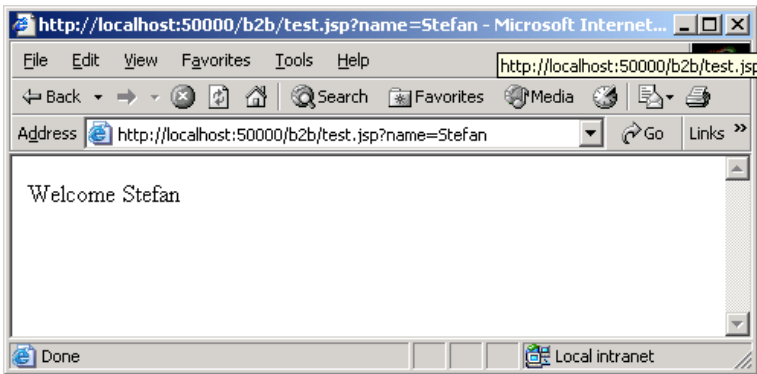 http://localhost:50000/b2b/test.jsp?name=Stefan - Microsoft Internet...
File Edit View Favorites Tools Help
http://localhost:50000/b2b/test.jsp
Back Search Favorites Media
Address http://localhost:50000/b2b/test.jsp?name=Stefan Go Links »
Welcome Stefan
Done Local intranet